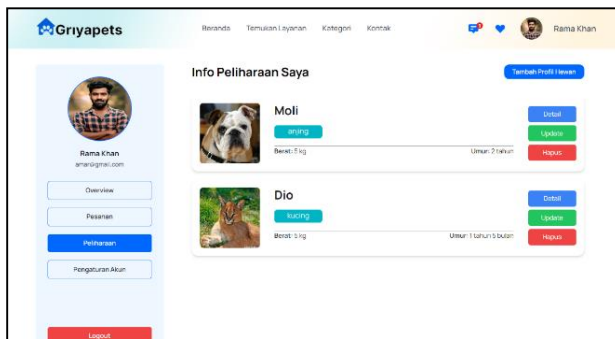 Griyapets
Beranda Temukan Layanan Kategori Kontak Rama Khan
Rama Khan
Overview
Pesanan
Peliharaan
Pengaturan Akun
Logout
Info Peliharaan Saya
Tambah Profil Hewan
Moli
anjing
Berat: 5 kg
Umur: 2 tahun
Detail
Update
Hapus
Dio
kucing
Berat: 5 kg
Umur: 1 tahun 5 bulan
Detail
Update
Hapus